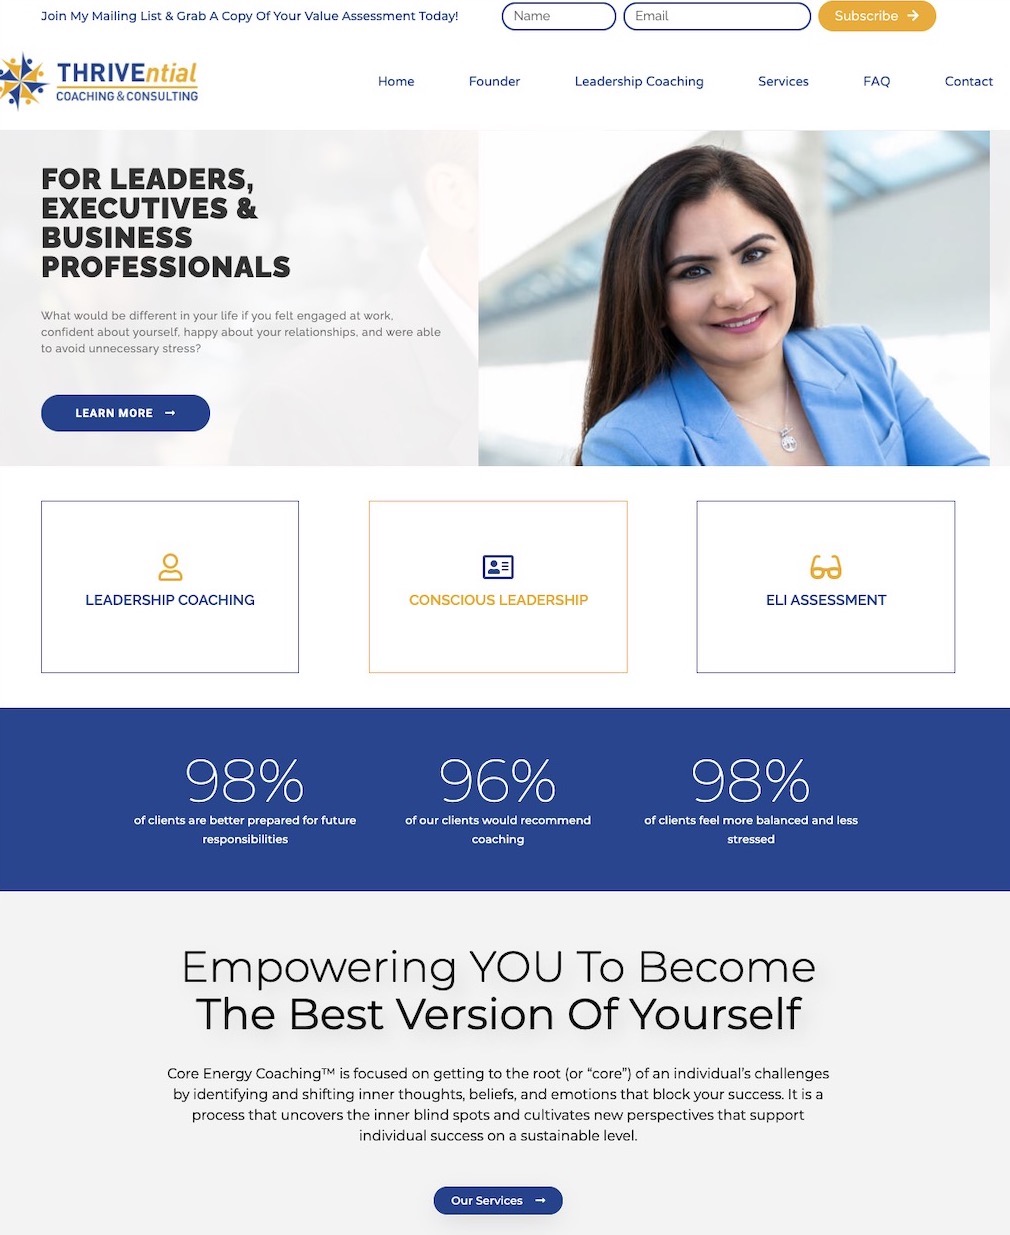 Join My Mailing List & Grab A Copy Of Your Value Assessment Today!
Name
Email
Subscribe →
THRIVEntial
COACHING & CONSULTING
Home
Founder
Leadership Coaching
Services
FAQ
Contact
FOR LEADERS,
EXECUTIVES &
BUSINESS
PROFESSIONALS
What would be different in your life if you felt engaged at work,
confident about yourself, happy about your relationships, and were able
to avoid unnecessary stress?
LEARN MORE →
LEADERSHIP COACHING
CONSCIOUS LEADERSHIP
ELI ASSESSMENT
98%
of clients are better prepared for future
responsibilities
96%
of our clients would recommend
coaching
98%
of clients feel more balanced and less
stressed
Empowering YOU To Become
The Best Version Of Yourself
Core Energy Coaching™ is focused on getting to the root (or “core”) of an individual’s challenges
by identifying and shifting inner thoughts, beliefs, and emotions that block your success. It is a
process that uncovers the inner blind spots and cultivates new perspectives that support
individual success on a sustainable level.
Our Services →